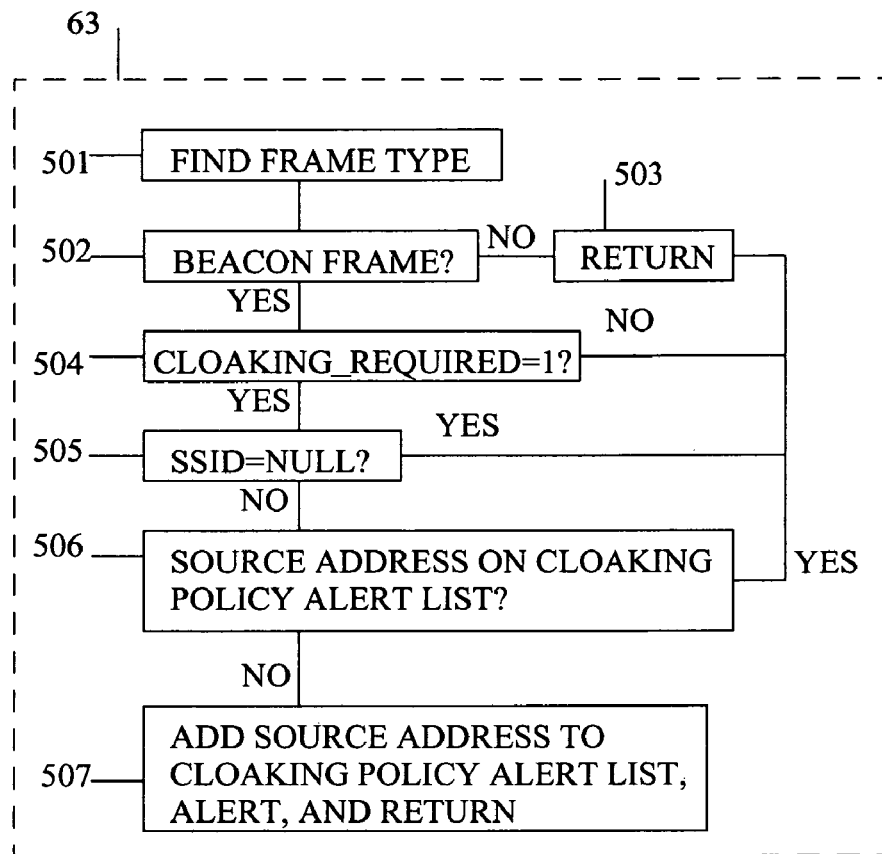 63
501
FIND FRAME TYPE
503
502
BEACON FRAME?
NO
RETURN
YES
NO
504
CLOAKING_REQUIRED=1?
YES
YES
505
SSID=NULL?
NO
506
SOURCE ADDRESS ON CLOAKING
POLICY ALERT LIST?
YES
NO
507
ADD SOURCE ADDRESS TO
CLOAKING POLICY ALERT LIST,
ALERT, AND RETURN